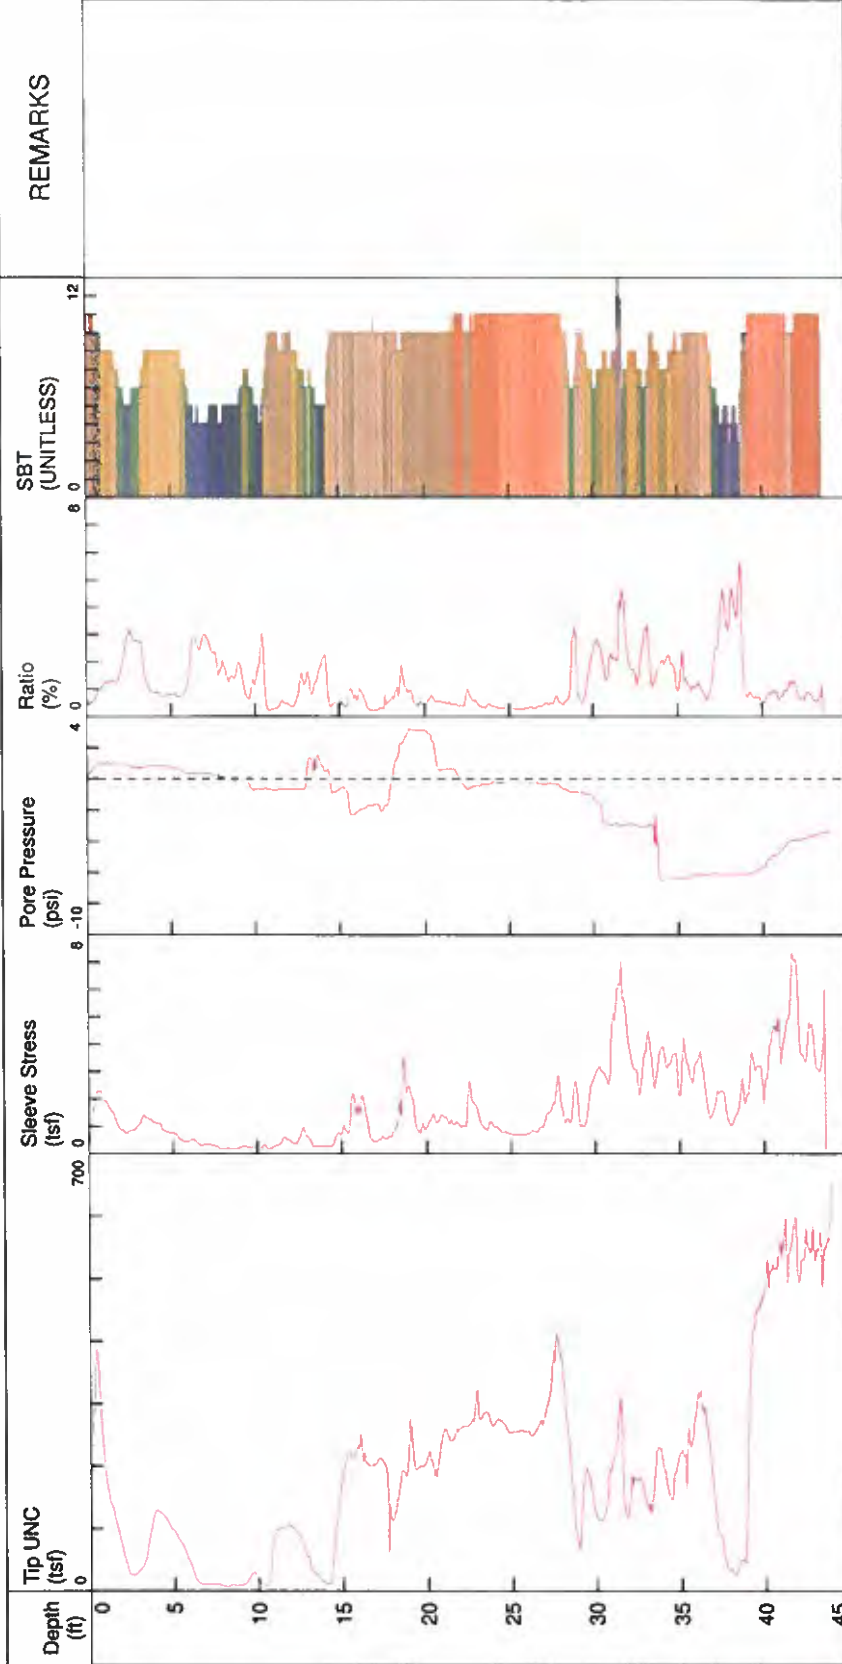 Depth
(ft)
Tip UNC
(tsf)
0
700
Sleeve Stress
(tsf)
0
8
Pore Pressure
(psi)
-10
4
Ratio
(%)
0
8
SBT
(UNITLESS)
0
12
REMARKS
0
5
10
15
20
25
30
35
40
45